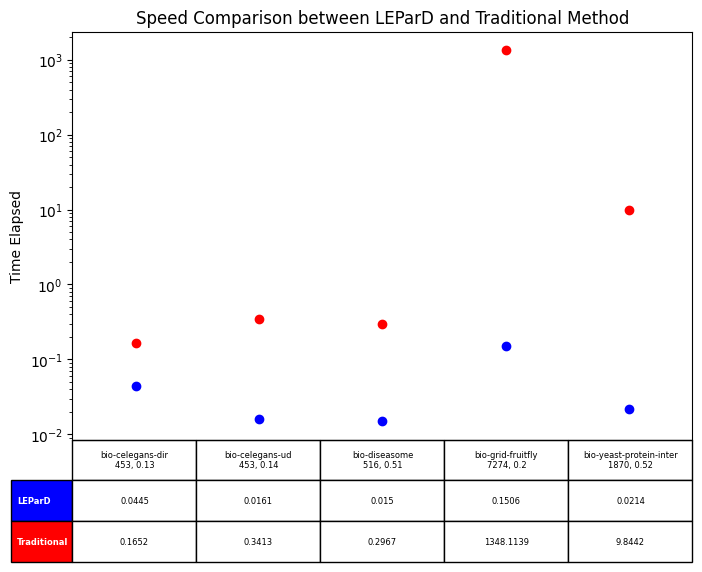 Speed Comparison between LEParD and Traditional Method
Time Elapsed
10³
10²
10¹
10⁰
10⁻¹
10⁻²
bio-celegans-dir bio-celegans-ud bio-diseasome bio-grid-fruitfly bio-yeast-protein-inter
453, 0.13 453, 0.14 516, 0.51 7274, 0.2 1870, 0.52
LEParD 0.0445 0.0161 0.015 0.1506 0.0214
Traditional 0.1652 0.3413 0.2967 1348.1139 9.8442